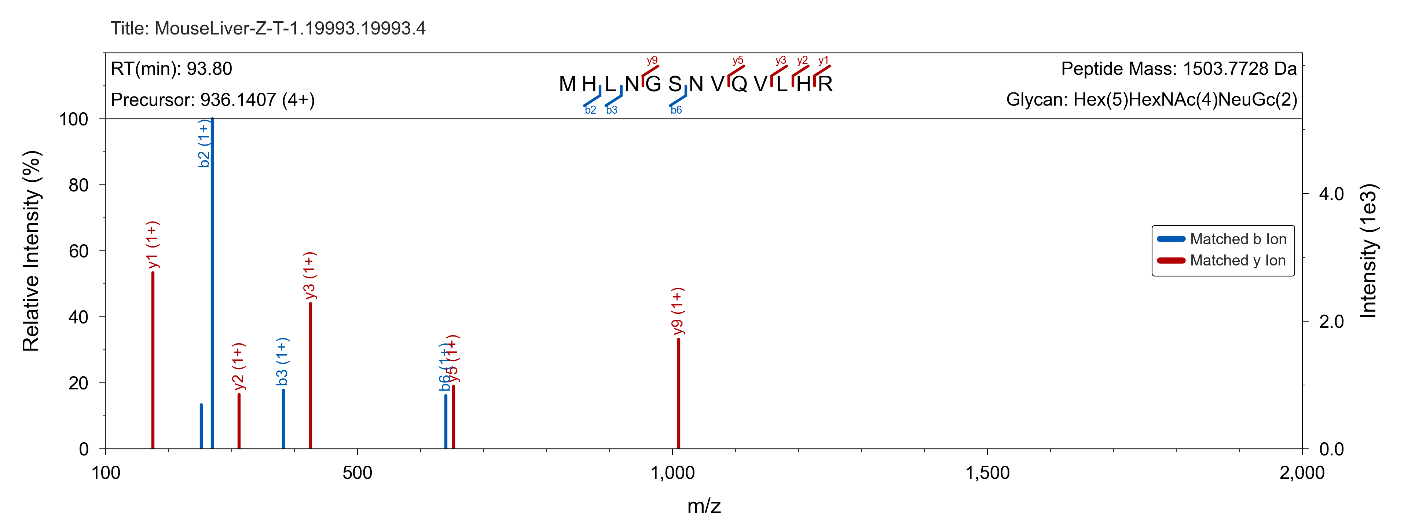 Title: MouseLiver-Z-T-1.19993.19993.4
RT(min): 93.80
Peptide Mass: 1503.7728 Da
Precursor: 936.1407 (4+)
Glycan: Hex(5)HexNAc(4)NeuGc(2)
y9 y5 y3 y2 y1
M H L N G S N V Q V L H R
b2 b3 b6
Relative Intensity (%)
100
80
60
40
20
0
y1 (1+)
b2 (1+)
y2 (1+)
b3 (1+)
y3 (1+)
b6 (1+)
y5 (1+)
y9 (1+)
Matched b Ion
Matched y Ion
4.0
2.0
0.0
Intensity (1e3)
100 500 1,000 1,500 2,000
m/z